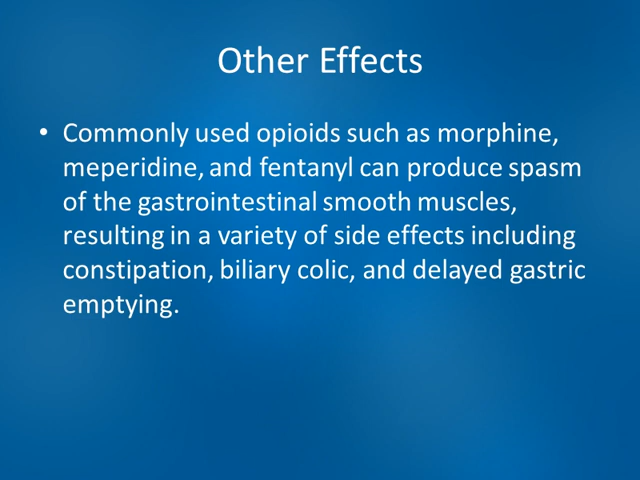 Other Effects
• Commonly used opioids such as morphine,
meperidine, and fentanyl can produce spasm
of the gastrointestinal smooth muscles,
resulting in a variety of side effects including
constipation, biliary colic, and delayed gastric
emptying.